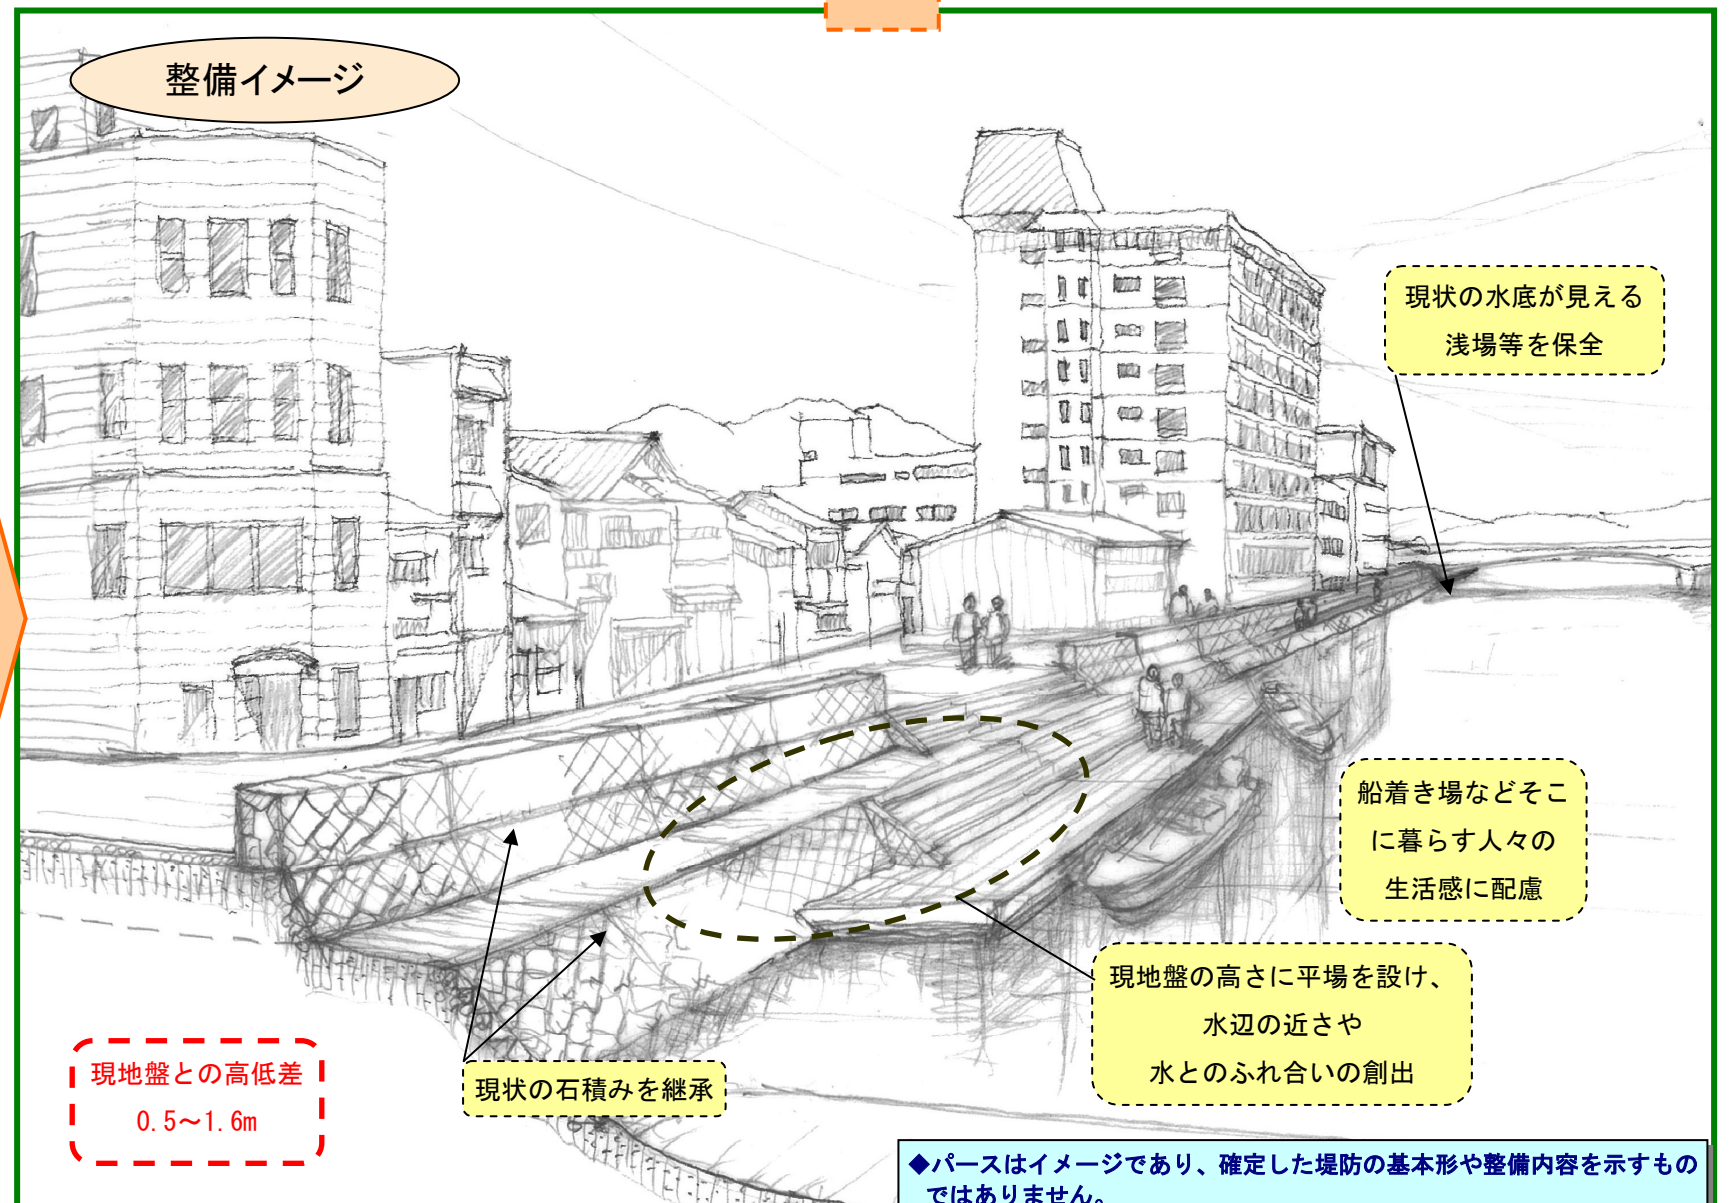 整備イメージ
現状の水底が見える
浅場等を保全
船着き場などそこ
に暮らす人々の
生活感に配慮
現地盤の高さに平場を設け、
水辺の近さや
水とのふれ合いの創出
現状の石積みを継承
現地盤との高低差
0.5～1.6m
◆パースはイメージであり、確定した堤防の基本形や整備内容を示すもの
ではありません。